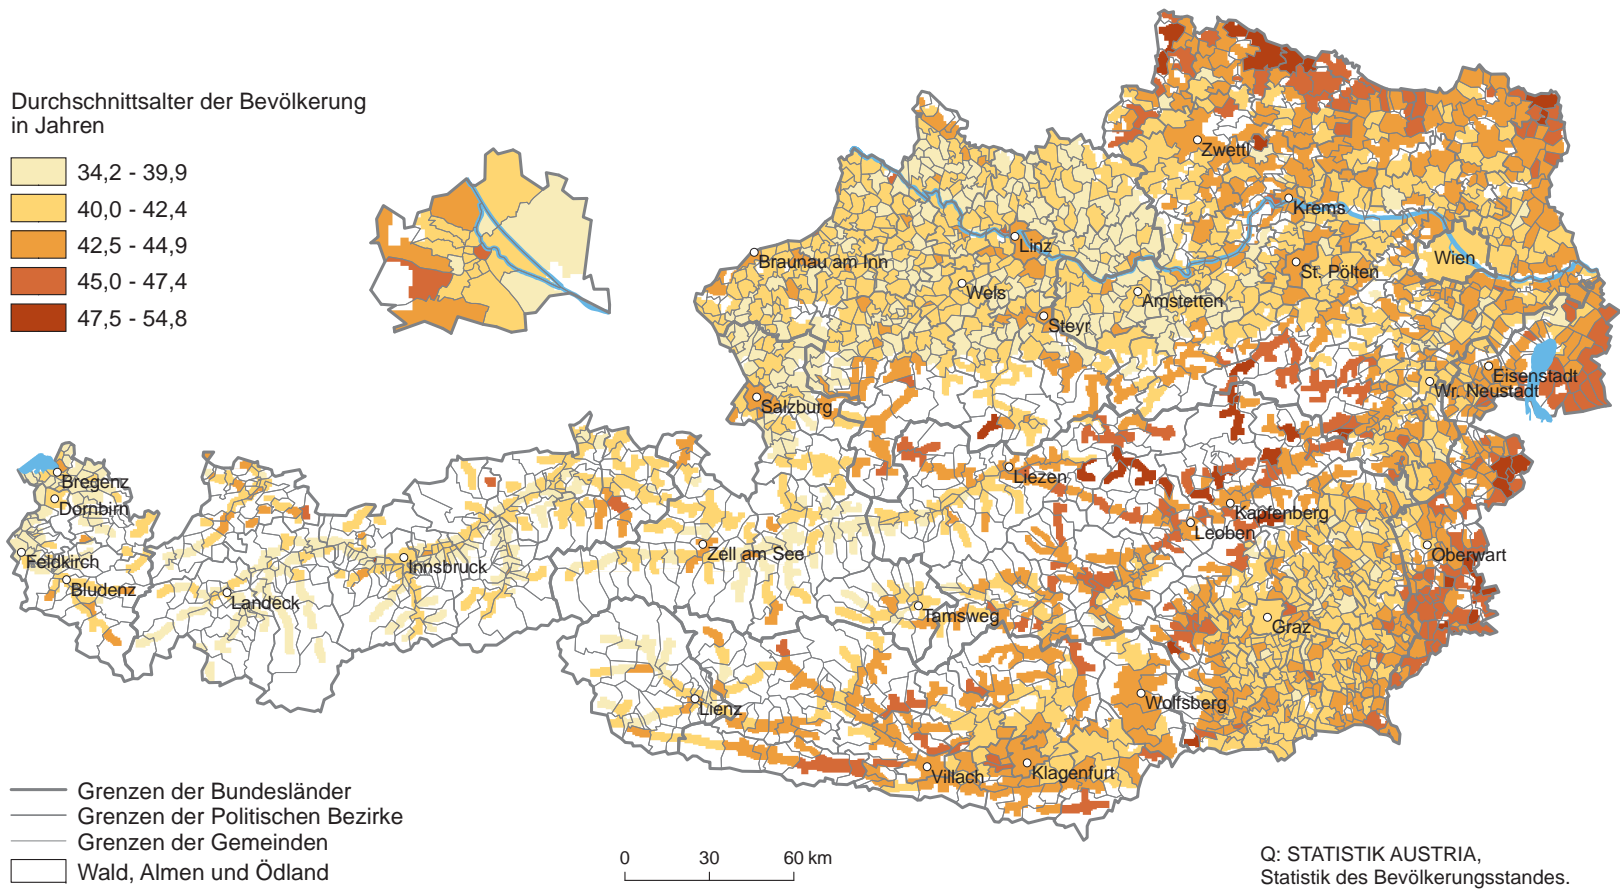 Durchschnittsalter der Bevölkerung
in Jahren
34,2 - 39,9
40,0 - 42,4
42,5 - 44,9
45,0 - 47,4
47,5 - 54,8
Zwettl
Krems
Linz
Braunau am Inn
St. Pölten
Wien
Wels
Amstetten
Steyr
Eisenstadt
Wr. Neustadt
Salzburg
Bregenz
Dornbirn
Liezen
Kapfenberg
Leoben
Oberwart
Feldkirch
Bludenz
Innsbruck
Zell am See
Landeck
Tamsweg
Graz
Lienz
Wolfsberg
Villach
Klagenfurt
Grenzen der Bundesländer
Grenzen der Politischen Bezirke
Grenzen der Gemeinden
Wald, Almen und Ödland
0 30 60 km
Q: STATISTIK AUSTRIA,
Statistik des Bevölkerungsstandes.